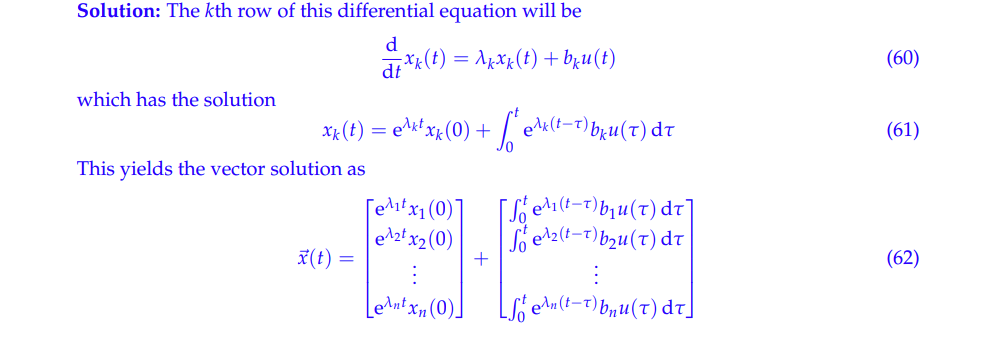 Solution: The kth row of this differential equation will be
d/dt x_k(t) = λ_k x_k(t) + b_k u(t) (60)
which has the solution
x_k(t) = e^{λ_k t} x_k(0) + ∫_0^t e^{λ_k(t−τ)} b_k u(τ) dτ (61)
This yields the vector solution as
x⃗(t) = [e^{λ_1 t} x_1(0); e^{λ_2 t} x_2(0); ⋮; e^{λ_n t} x_n(0)] + [∫_0^t e^{λ_1(t−τ)} b_1 u(τ) dτ; ∫_0^t e^{λ_2(t−τ)} b_2 u(τ) dτ; ⋮; ∫_0^t e^{λ_n(t−τ)} b_n u(τ) dτ] (62)